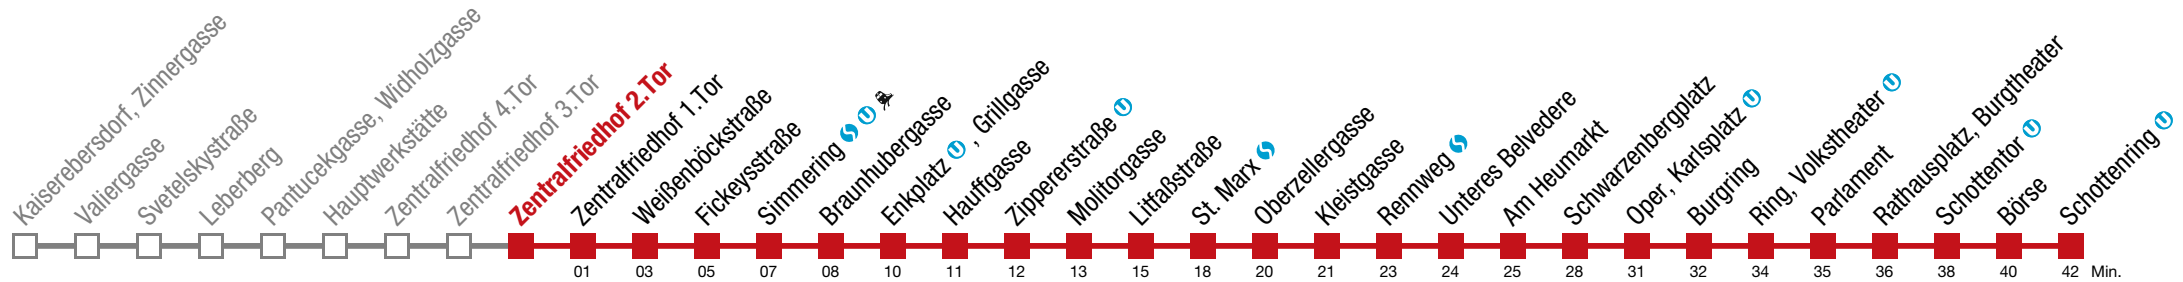 Kaiserebersdorf, Zinnergasse
Valiergasse
Svetelskystraße
Leberberg
Pantucekgasse, Widholzgasse
Hauptwerkstätte
Zentralfriedhof 4.Tor
Zentralfriedhof 3.Tor
Zentralfriedhof 2.Tor
Zentralfriedhof 1.Tor
Weißenböckstraße
Fickeysstraße
Simmering S U
Braunhubergasse
Enkplatz U , Grillgasse
Hauffgasse
Zippererstraße U
Molitorgasse
Litfaßstraße
St. Marx S
Oberzellergasse
Kleistgasse
Rennweg S
Unteres Belvedere
Am Heumarkt
Schwarzenbergplatz
Oper, Karlsplatz U
Burgring
Ring, Volkstheater U
Parlament
Rathausplatz, Burgtheater
Schottentor U
Börse
Schottenring U
01 03 05 07 08 10 11 12 13 15 18 20 21 23 24 25 28 31 32 34 35 36 38 40 42 Min.